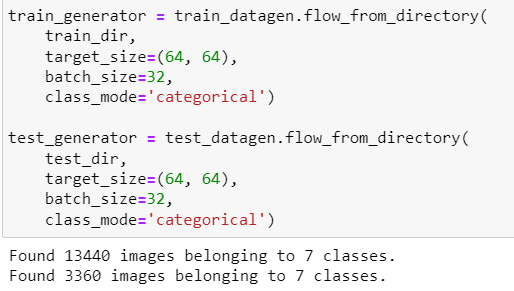 train_generator = train_datagen.flow_from_directory(
    train_dir,
    target_size=(64, 64),
    batch_size=32,
    class_mode='categorical')

test_generator = test_datagen.flow_from_directory(
    test_dir,
    target_size=(64, 64),
    batch_size=32,
    class_mode='categorical')

Found 13440 images belonging to 7 classes.
Found 3360 images belonging to 7 classes.